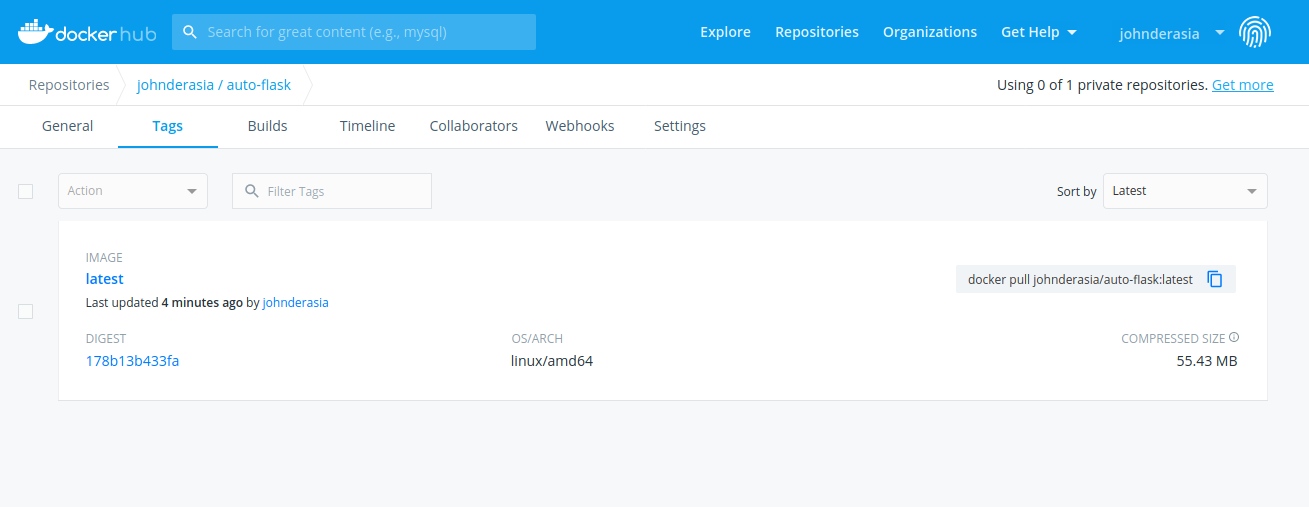 docker hub
Search for great content (e.g., mysql)
Explore
Repositories
Organizations
Get Help
johnderasia
Repositories
johnderasia / auto-flask
Using 0 of 1 private repositories. Get more
General
Tags
Builds
Timeline
Collaborators
Webhooks
Settings
Action
Filter Tags
Sort by
Latest
IMAGE
latest
Last updated 4 minutes ago by johnderasia
docker pull johnderasia/auto-flask:latest
DIGEST
178b13b433fa
OS/ARCH
linux/amd64
COMPRESSED SIZE
55.43 MB